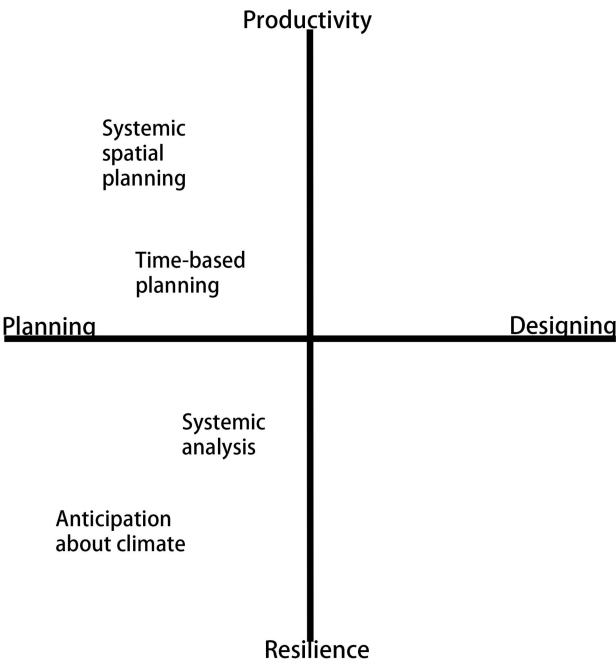 Productivity
Systemic
spatial
planning
Time-based
planning
Planning
Designing
Systemic
analysis
Anticipation
about climate
Resilience